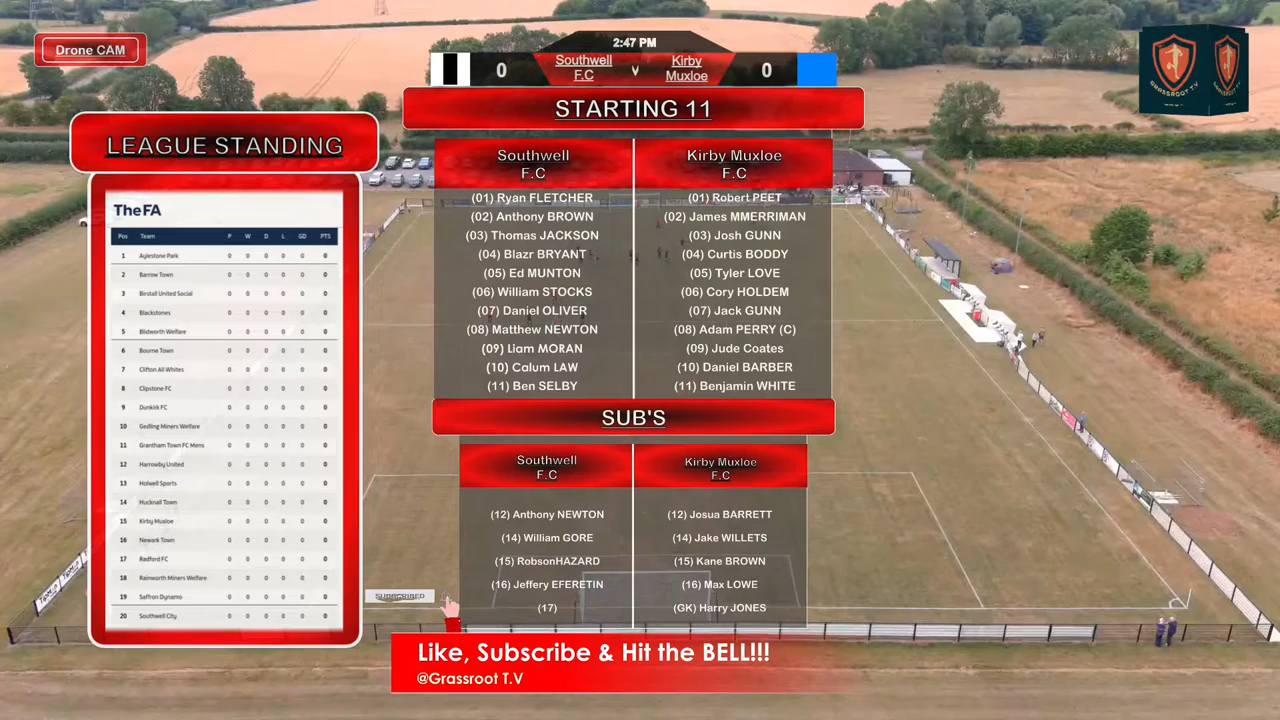 Drone CAM
2:47 PM
0
Southwell
F.C
v
Kirby
Muxloe
0
GRASSROOT T.V
STARTING 11
LEAGUE STANDING
Southwell
F.C
Kirby Muxloe
F.C
(01) Ryan FLETCHER
(01) Robert PEET
(02) Anthony BROWN
(02) James MMERRIMAN
(03) Thomas JACKSON
(03) Josh GUNN
(04) Blazr BRYANT
(04) Curtis BODDY
(05) Ed MUNTON
(05) Tyler LOVE
(06) William STOCKS
(06) Cory HOLDEM
(07) Daniel OLIVER
(07) Jack GUNN
(08) Matthew NEWTON
(08) Adam PERRY (C)
(09) Liam MORAN
(09) Jude Coates
(10) Calum LAW
(10) Daniel BARBER
(11) Ben SELBY
(11) Benjamin WHITE
TheFA
Pos Team P W D L GD PTS
1 Aylestone Park 0 0 0 0 0 0
2 Barrow Town 0 0 0 0 0 0
3 Birstall United Social 0 0 0 0 0 0
4 Blackstones 0 0 0 0 0 0
5 Blidworth Welfare 0 0 0 0 0 0
6 Bourne Town 0 0 0 0 0 0
7 Clifton All Whites 0 0 0 0 0 0
8 Clipstone FC 0 0 0 0 0 0
9 Dunkirk FC 0 0 0 0 0 0
10 Gedling Miners Welfare 0 0 0 0 0 0
11 Grantham Town FC Mens 0 0 0 0 0 0
12 Harrowby United 0 0 0 0 0 0
13 Holwell Sports 0 0 0 0 0 0
14 Hucknall Town 0 0 0 0 0 0
15 Kirby Muxloe 0 0 0 0 0 0
16 Newark Town 0 0 0 0 0 0
17 Radford FC 0 0 0 0 0 0
18 Rainworth Miners Welfare 0 0 0 0 0 0
19 Saffron Dynamo 0 0 0 0 0 0
20 Southwell City 0 0 0 0 0 0
SUB'S
Southwell
F.C
Kirby Muxloe
F.C
(12) Anthony NEWTON
(12) Josua BARRETT
(14) William GORE
(14) Jake WILLETS
(15) RobsonHAZARD
(15) Kane BROWN
(16) Jeffery EFERETIN
(16) Max LOWE
(17)
(GK) Harry JONES
SUBSCRIBED
Like, Subscribe & Hit the BELL!!!
@Grassroot T.V